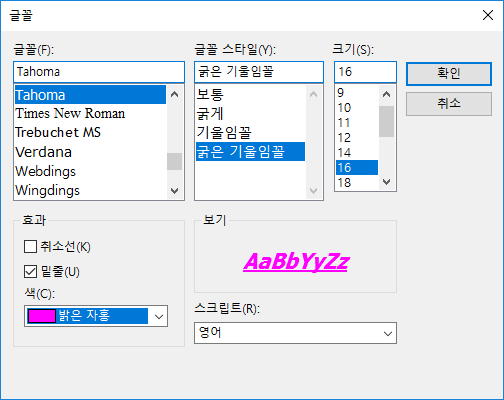 글꼴
글꼴(F):
Tahoma
Tahoma
Times New Roman
Trebuchet MS
Verdana
Webdings
Wingdings
글꼴 스타일(Y):
굵은 기울임꼴
보통
굵게
기울임꼴
굵은 기울임꼴
크기(S):
16
9
10
11
12
14
16
18
확인
취소
효과
취소선(K)
밑줄(U)
색(C):
밝은 자홍
보기
AaBbYyZz
스크립트(R):
영어